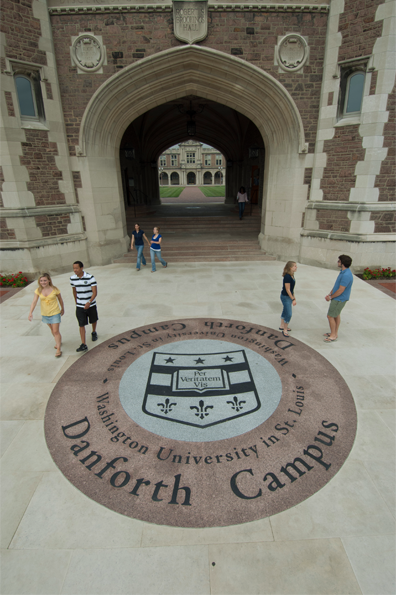 Danforth Campus
Washington University in St. Louis
Per
Veritatem
Vis
Washington University in St. Louis
Danforth Campus